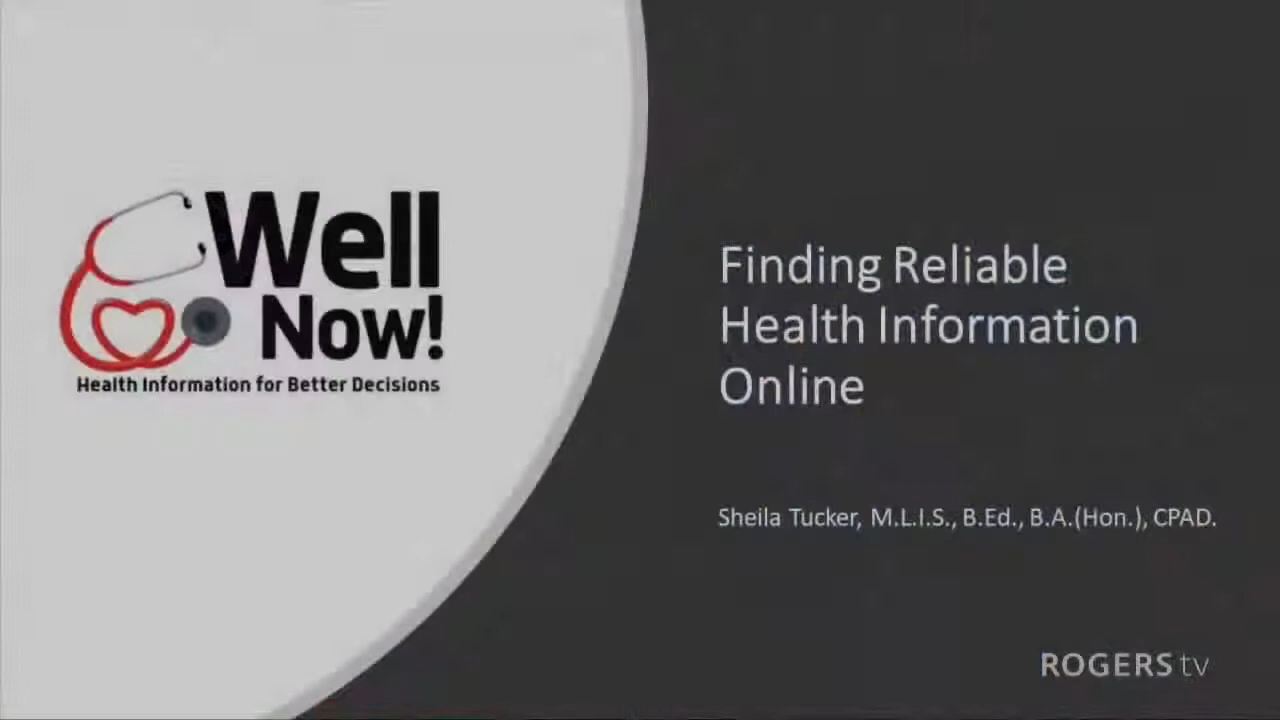 Well
Now!
Health Information for Better Decisions
Finding Reliable
Health Information
Online
Sheila Tucker, M.L.I.S., B.Ed., B.A.(Hon.), CPAD.
ROGERS tv